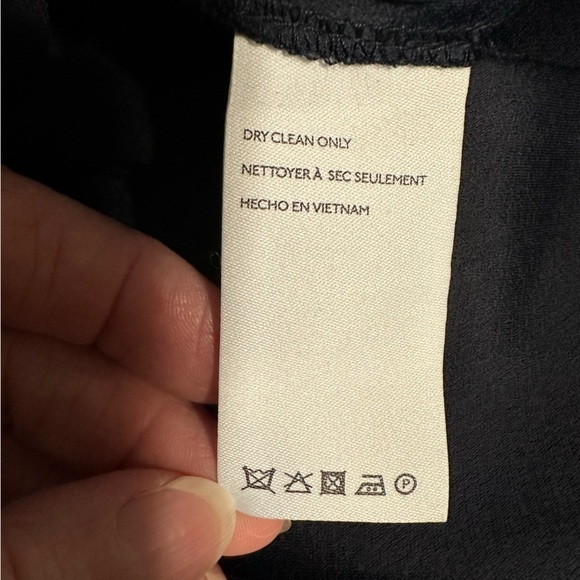 DRY CLEAN ONLY
NETTOYER À SEC SEULEMENT
HECHO EN VIETNAM
P